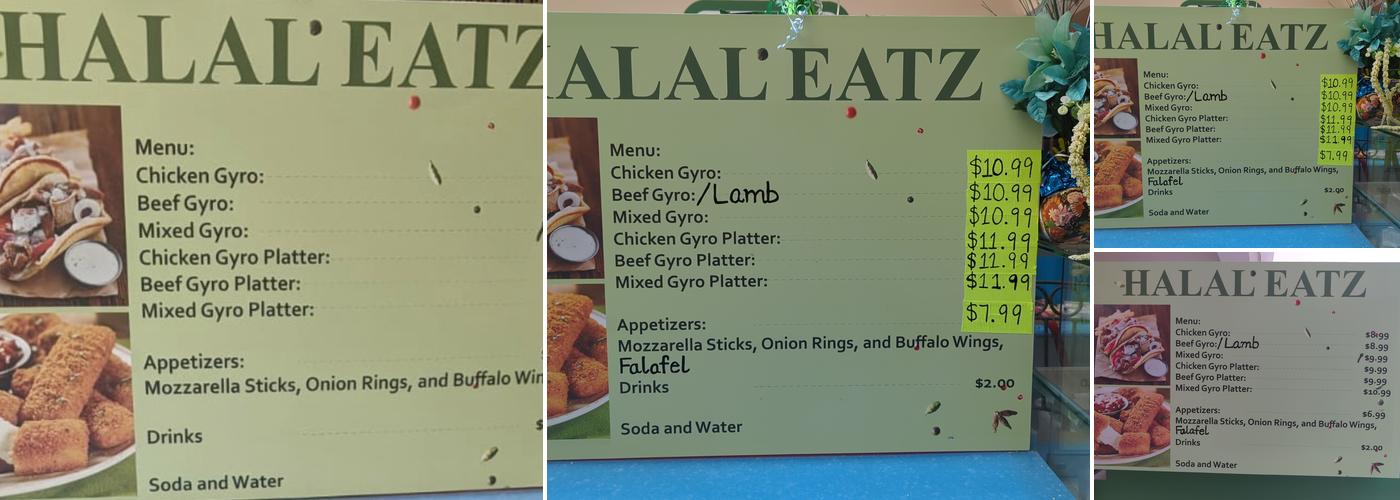 HALAL EATZ
Menu:
Chicken Gyro:
Beef Gyro:
Mixed Gyro:
Chicken Gyro Platter:
Beef Gyro Platter:
Mixed Gyro Platter:
Appetizers:
Mozzarella Sticks, Onion Rings, and Buffalo Win
Drinks
Soda and Water
ALAL EATZ
Menu:
Chicken Gyro: $10.99
Beef Gyro:/Lamb $10.99
Mixed Gyro: $10.99
Chicken Gyro Platter: $11.99
Beef Gyro Platter: $11.99
Mixed Gyro Platter: $11.99
Appetizers: $7.99
Mozzarella Sticks, Onion Rings, and Buffalo Wings,
Falafel
Drinks $2.00
Soda and Water
HALAL EATZ
Menu:
Chicken Gyro: $10.99
Beef Gyro:/Lamb $10.99
Mixed Gyro: $10.99
Chicken Gyro Platter: $11.99
Beef Gyro Platter: $11.99
Mixed Gyro Platter: $11.99
Appetizers: $7.99
Mozzarella Sticks, Onion Rings, and Buffalo Wings,
Falafel
Drinks $2.00
Soda and Water
HALAL EATZ
Menu:
Chicken Gyro: $8.99
Beef Gyro:/Lamb $8.99
Mixed Gyro: $9.99
Chicken Gyro Platter: $9.99
Beef Gyro Platter: $9.99
Mixed Gyro Platter: $10.99
Appetizers: $6.99
Mozzarella Sticks, Onion Rings, and Buffalo Wings,
Falafel
Drinks $2.00
Soda and Water